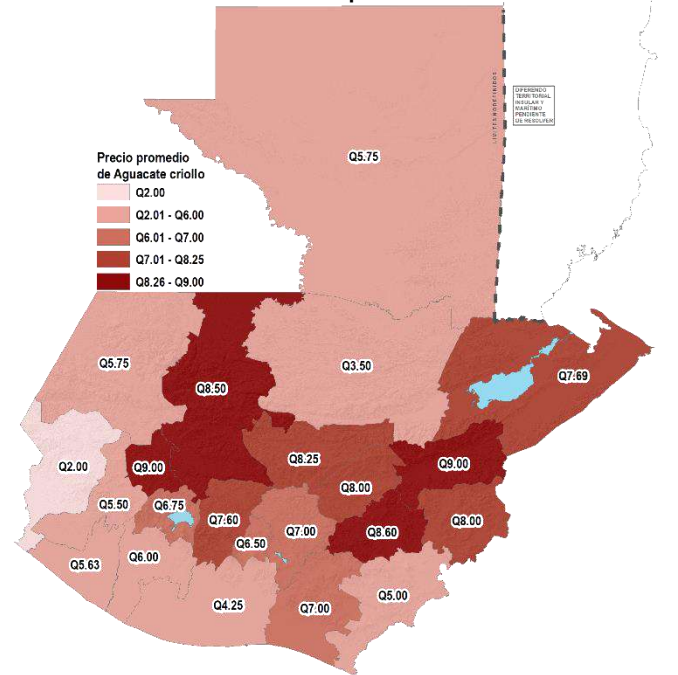 DIFERENDO
TERRITORIAL
INSULAR Y
MARÍTIMO
PENDIENTE
DE RESOLVER
Q5.75
Precio promedio
de Aguacate criollo
Q2.00
Q2.01 - Q6.00
Q6.01 - Q7.00
Q7.01 - Q8.25
Q8.26 - Q9.00
Q5.75
Q3.50
Q7.69
Q8.50
Q8.25
Q2.00
Q9.00
Q9.00
Q8.00
Q5.50
Q6.75
Q7.60
Q7.00
Q8.60
Q8.00
Q6.50
Q5.63
Q6.00
Q4.25
Q7.00
Q5.00